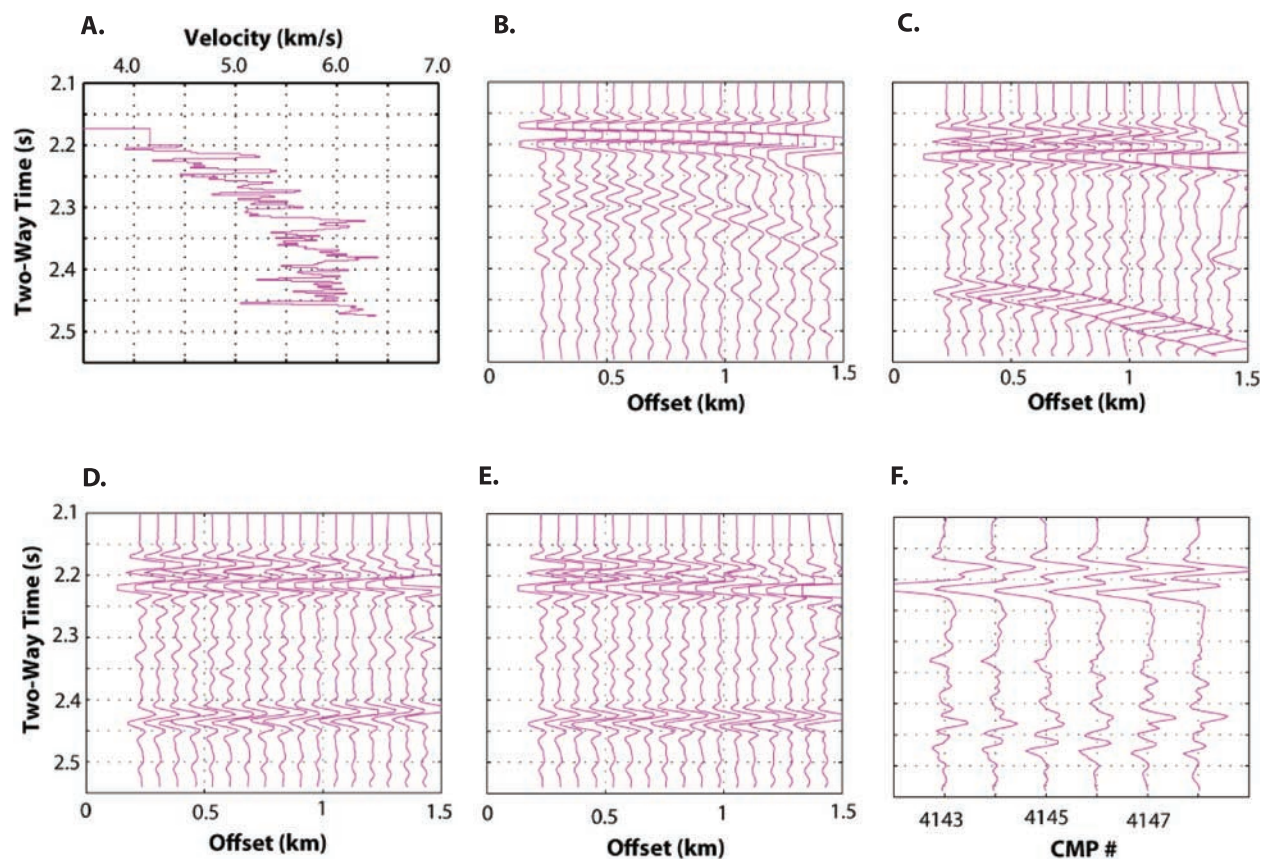 A.
Velocity (km/s)
4.0 5.0 6.0 7.0
Two-Way Time (s)
2.1
2.2
2.3
2.4
2.5
B.
0 0.5 1 1.5
Offset (km)
C.
0 0.5 1 1.5
Offset (km)
D.
Two-Way Time (s)
2.1
2.2
2.3
2.4
2.5
0 0.5 1 1.5
Offset (km)
E.
0 0.5 1 1.5
Offset (km)
F.
4143 4145 4147
CMP #